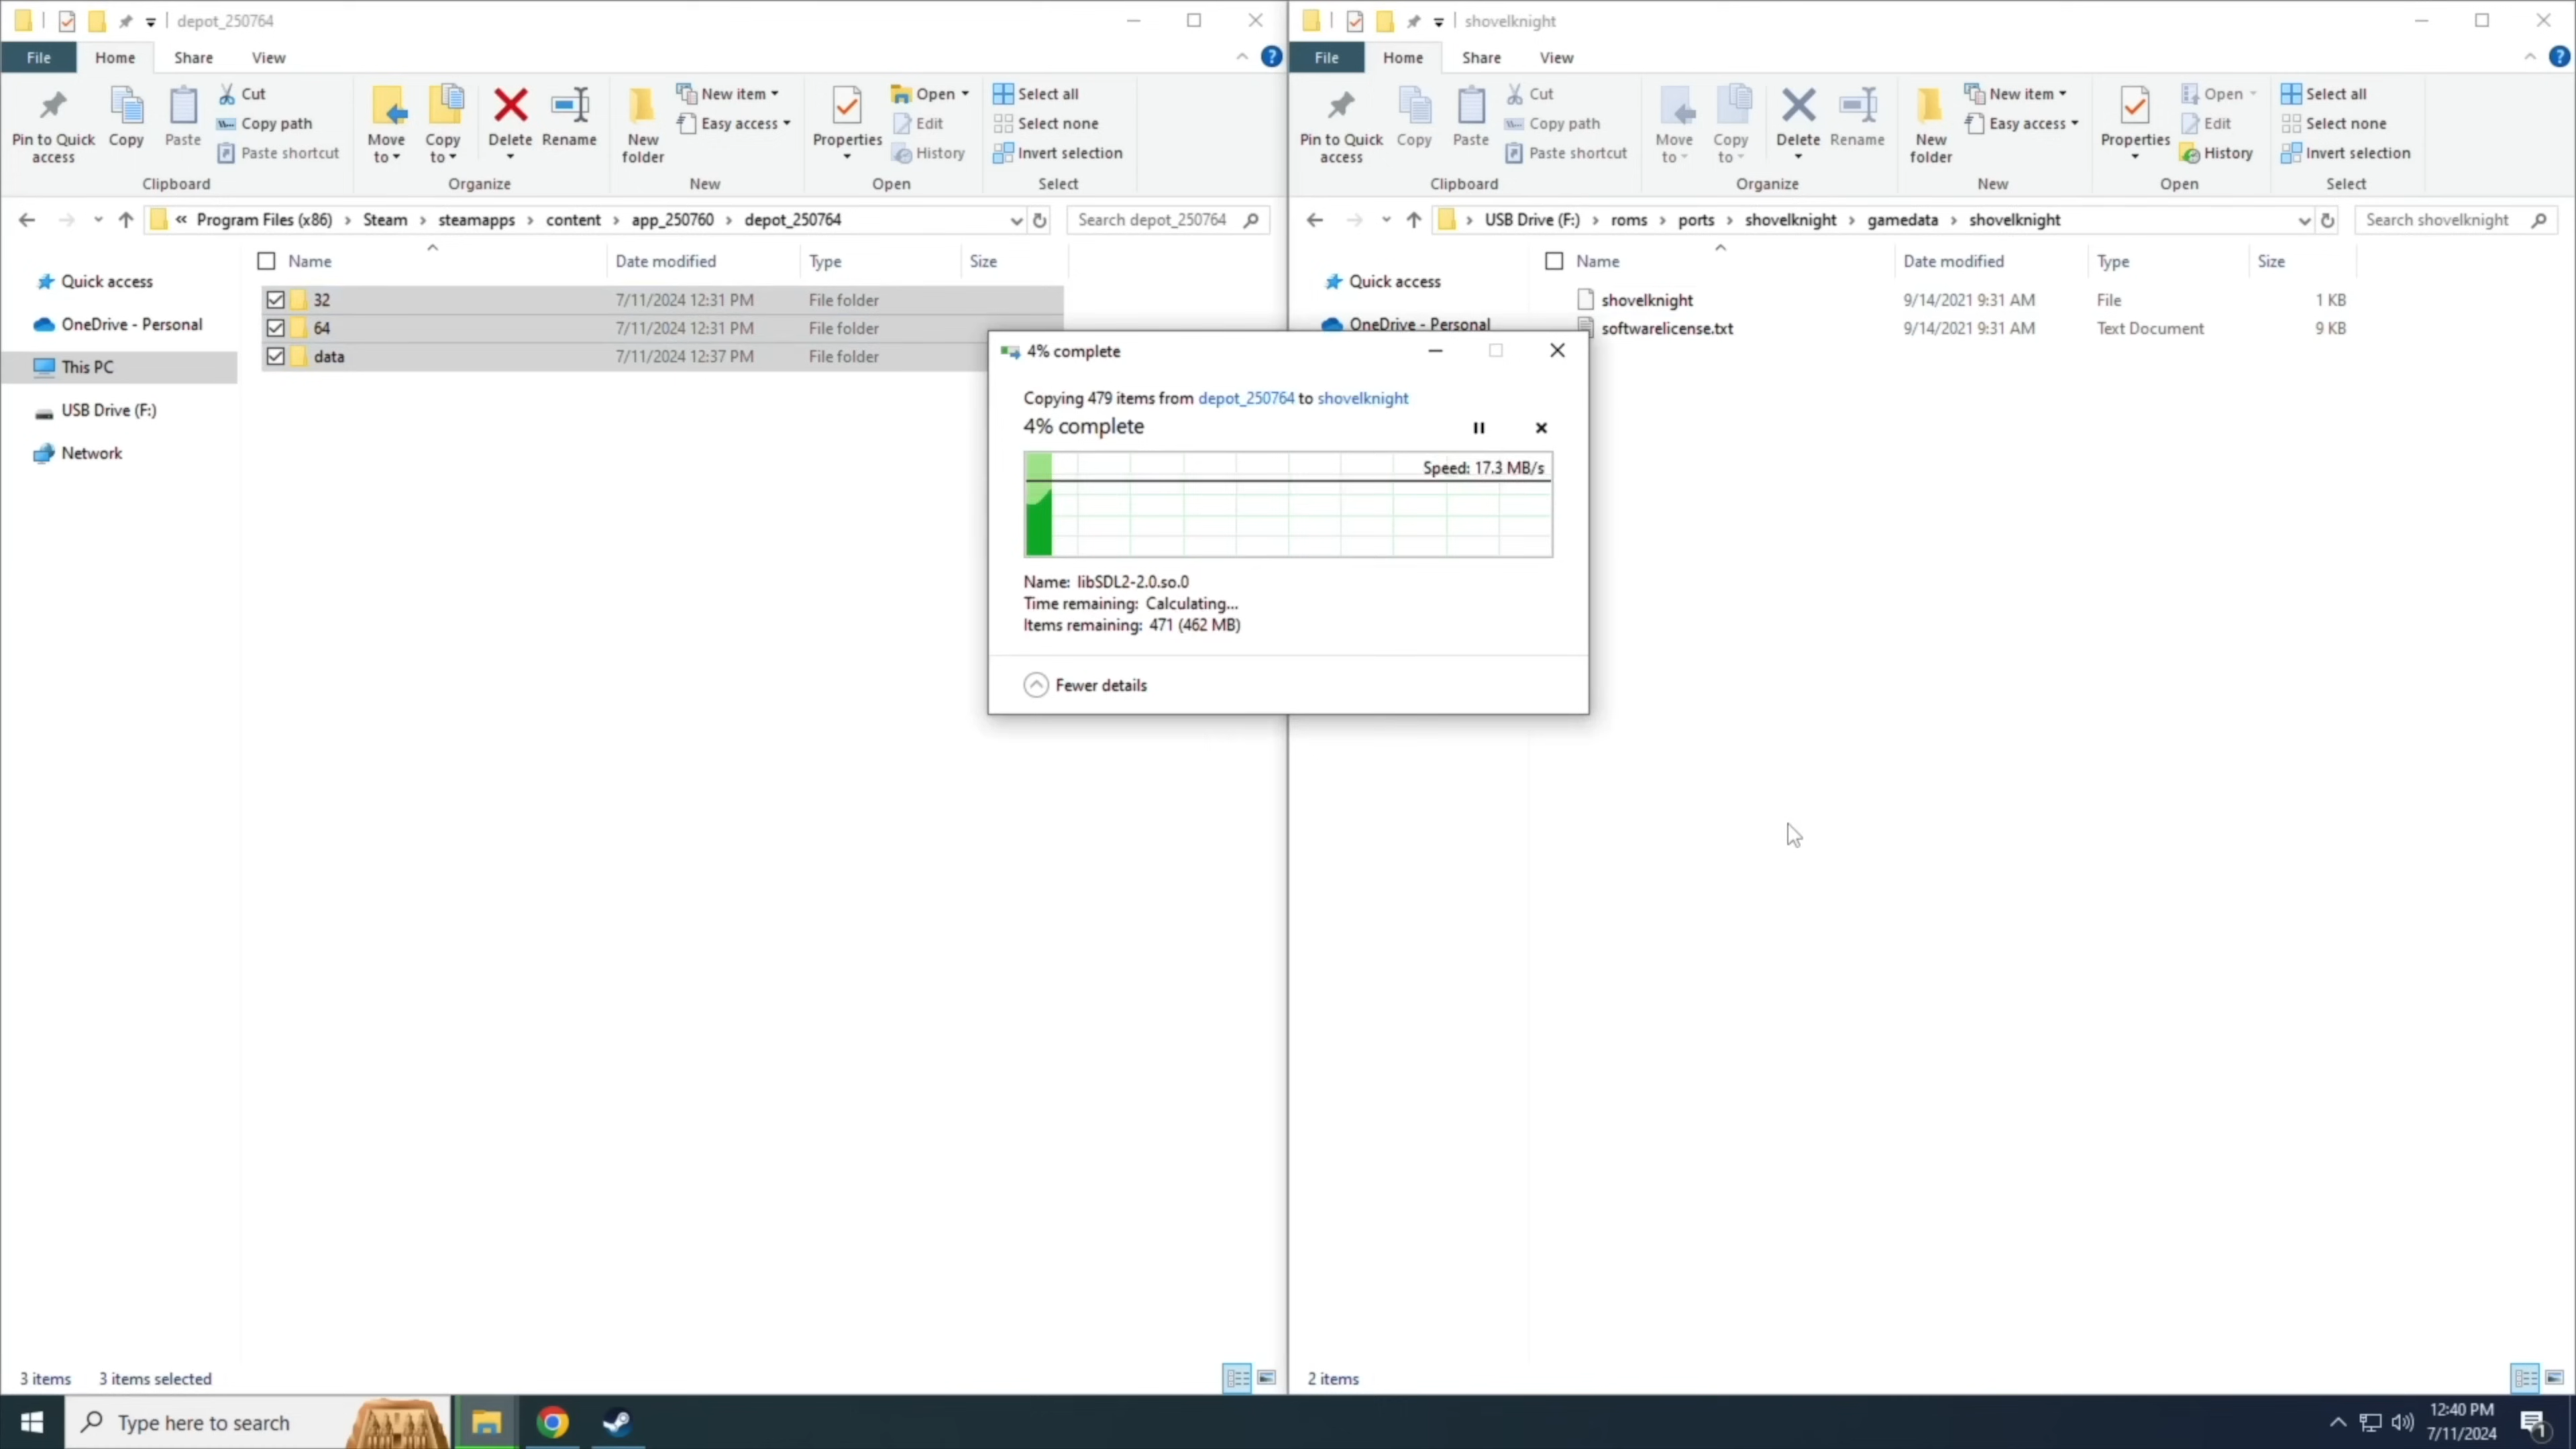 depot_250764
File Home Share View
Pin to Quick access
Copy
Paste
Cut
Copy path
Paste shortcut
Clipboard
Move to
Copy to
Delete
Rename
Organize
New folder
New item
Easy access
New
Properties
Open
Edit
History
Open
Select all
Select none
Invert selection
Select
« Program Files (x86) › Steam › steamapps › content › app_250760 › depot_250764
Search depot_250764
Quick access
OneDrive - Personal
This PC
USB Drive (F:)
Network
Name Date modified Type Size
32 7/11/2024 12:31 PM File folder
64 7/11/2024 12:31 PM File folder
data 7/11/2024 12:37 PM File folder
3 items 3 items selected
shovelknight
File Home Share View
Pin to Quick access
Copy
Paste
Cut
Copy path
Paste shortcut
Clipboard
Move to
Copy to
Delete
Rename
Organize
New folder
New item
Easy access
New
Properties
Open
Edit
History
Open
Select all
Select none
Invert selection
Select
› USB Drive (F:) › roms › ports › shovelknight › gamedata › shovelknight
Search shovelknight
Quick access
OneDrive - Personal
Name Date modified Type Size
shovelknight 9/14/2021 9:31 AM File 1 KB
softwarelicense.txt 9/14/2021 9:31 AM Text Document 9 KB
2 items
4% complete
Copying 479 items from depot_250764 to shovelknight
4% complete
Speed: 17.3 MB/s
Name: libSDL2-2.0.so.0
Time remaining: Calculating...
Items remaining: 471 (462 MB)
Fewer details
Type here to search
12:40 PM
7/11/2024
1